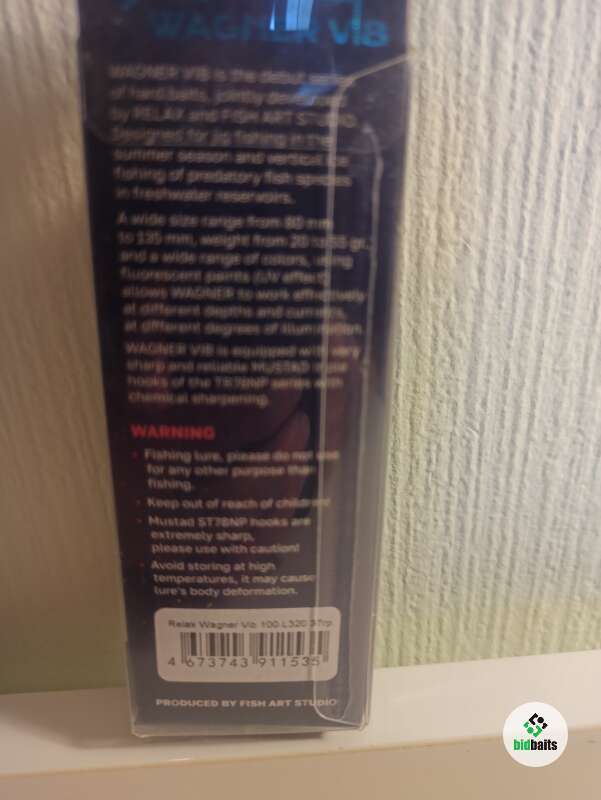 WAGNER VIB
WAGNER VIB is the debut
of hard baits, jointly
by RELAX and FISH ART STUDIO.
Designed for jig fishing in the
summer season and vertical ice
fishing of predatory fish species
in freshwater reservoirs.
A wide size range from 80 mm
to 135 mm, weight from 20 to gr.,
and a wide range of colors, using
fluorescent paints (UV effect)
allows WAGNER to work effectively
at different depths and currents,
at different degrees of illumination.
WAGNER VIB is equipped with very
sharp and reliable MUSTAD
hooks of the TR78NP series with
chemical sharpening.
WARNING
Fishing lure, please do not use
for any other purpose than
fishing.
Keep out of reach of children!
Mustad ST78NP hooks are
extremely sharp,
please use with caution!
Avoid storing at high
temperatures, it may cause
lure's body deformation.
Relax Wagner Vib 100-L320
4 673743 911535
PRODUCED BY FISH ART STUDIO
bidbaits